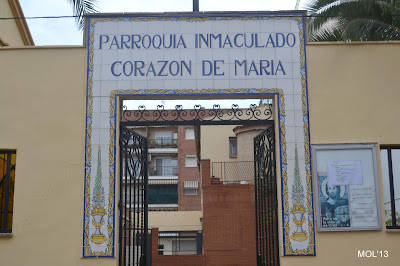 PARROQUIA INMACULADO
CORAZON DE MARIA
MOL'13